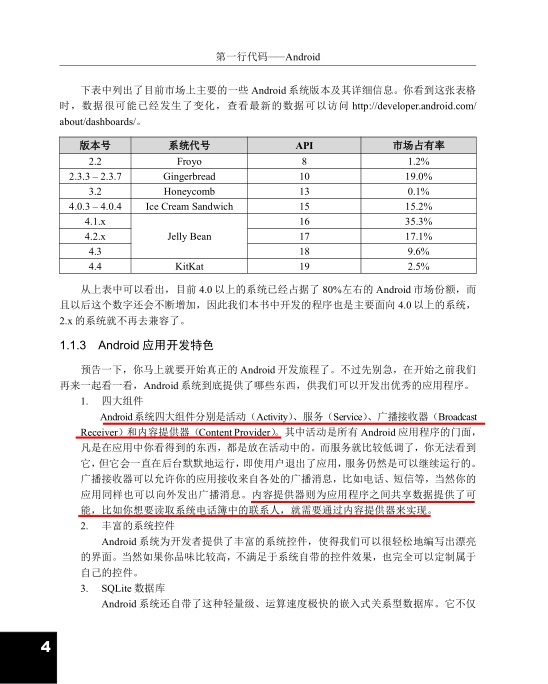 第一行代码——Android
下表中列出了目前市场上主要的一些 Android 系统版本及其详细信息。你看到这张表格
时，数据很可能已经发生了变化，查看最新的数据可以访问 http://developer.android.com/
about/dashboards/。
版本号 系统代号 API 市场占有率
2.2 Froyo 8 1.2%
2.3.3 – 2.3.7 Gingerbread 10 19.0%
3.2 Honeycomb 13 0.1%
4.0.3 – 4.0.4 Ice Cream Sandwich 15 15.2%
4.1.x 16 35.3%
4.2.x Jelly Bean 17 17.1%
4.3 18 9.6%
4.4 KitKat 19 2.5%
从上表中可以看出，目前 4.0 以上的系统已经占据了 80%左右的 Android 市场份额，而
且以后这个数字还会不断增加，因此我们本书中开发的程序也是主要面向 4.0 以上的系统，
2.x 的系统就不再去兼容了。
1.1.3 Android 应用开发特色
预告一下，你马上就要开始真正的 Android 开发旅程了。不过先别急，在开始之前我们
再来一起看一看，Android 系统到底提供了哪些东西，供我们可以开发出优秀的应用程序。
1. 四大组件
Android 系统四大组件分别是活动（Activity）、服务（Service）、广播接收器（Broadcast
Receiver）和内容提供器（Content Provider）。其中活动是所有 Android 应用程序的门面，
凡是在应用中你看得到的东西，都是放在活动中的。而服务就比较低调了，你无法看到
它，但它会一直在后台默默地运行，即使用户退出了应用，服务仍然是可以继续运行的。
广播接收器可以允许你的应用接收来自各处的广播消息，比如电话、短信等，当然你的
应用同样也可以向外发出广播消息。内容提供器则为应用程序之间共享数据提供了可
能，比如你想要读取系统电话簿中的联系人，就需要通过内容提供器来实现。
2. 丰富的系统控件
Android 系统为开发者提供了丰富的系统控件，使得我们可以很轻松地编写出漂亮
的界面。当然如果你品味比较高，不满足于系统自带的控件效果，也完全可以定制属于
自己的控件。
3. SQLite 数据库
Android 系统还自带了这种轻量级、运算速度极快的嵌入式关系型数据库。它不仅
4